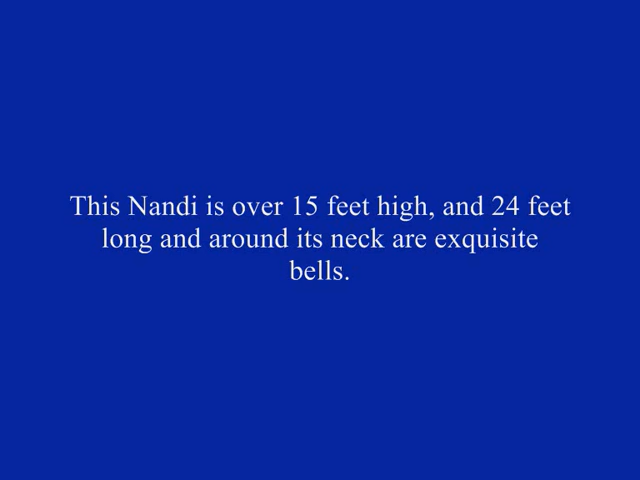 This Nandi is over 15 feet high, and 24 feet
long and around its neck are exquisite
bells.